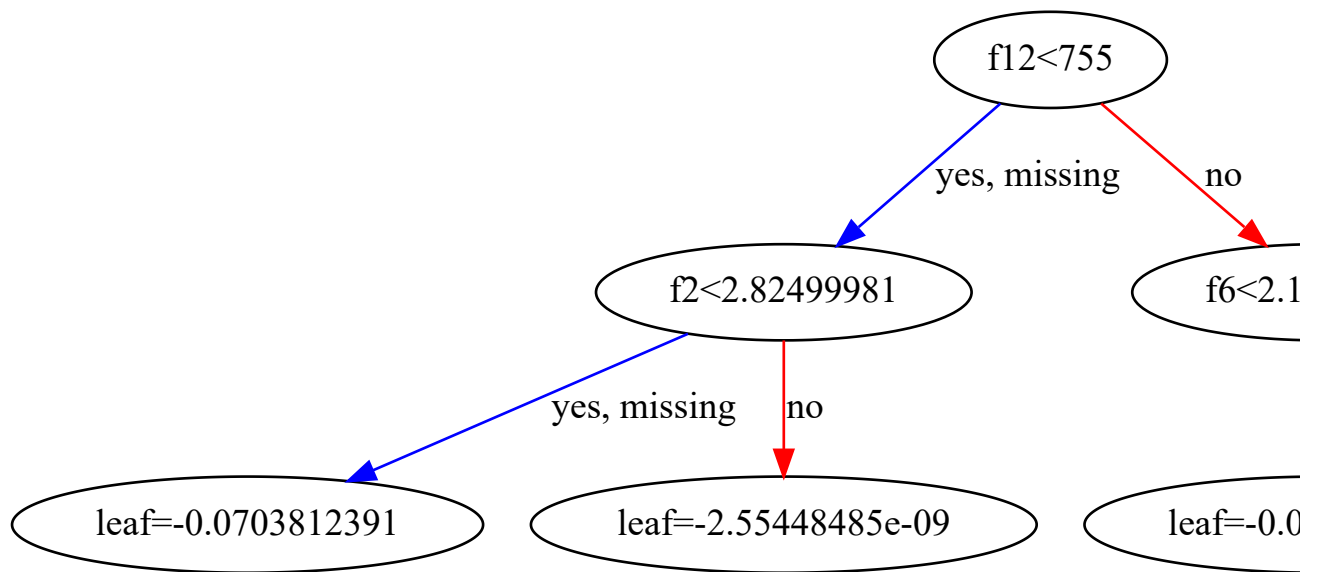 f12<755
yes, missing
no
f2<2.82499981
f6<2.1
yes, missing
no
leaf=-0.0703812391
leaf=-2.55448485e-09
leaf=-0.0